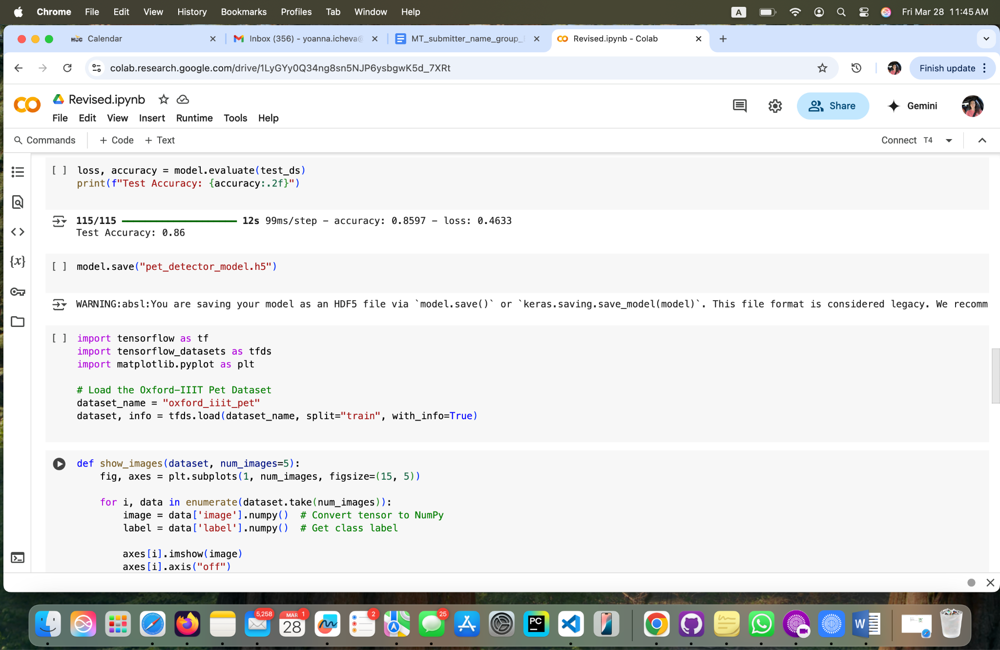 Chrome File Edit View History Bookmarks Profiles Tab Window Help A Fri Mar 28 11:45 AM
Calendar Inbox (356) - yoanna.icheva@ MT_submitter_name_group_ Revised.ipynb - Colab
colab.research.google.com/drive/1LyGYy0Q34ng8sn5NJP6ysbgwK5d_7XRt Finish update
Revised.ipynb Share Gemini
File Edit View Insert Runtime Tools Help
Commands + Code + Text Connect T4
[ ] loss, accuracy = model.evaluate(test_ds)
print(f"Test Accuracy: {accuracy:.2f}")
115/115 12s 99ms/step - accuracy: 0.8597 - loss: 0.4633
Test Accuracy: 0.86
[ ] model.save("pet_detector_model.h5")
WARNING:absl:You are saving your model as an HDF5 file via `model.save()` or `keras.saving.save_model(model)`. This file format is considered legacy. We recomm
[ ] import tensorflow as tf
import tensorflow_datasets as tfds
import matplotlib.pyplot as plt
# Load the Oxford-IIIT Pet Dataset
dataset_name = "oxford_iiit_pet"
dataset, info = tfds.load(dataset_name, split="train", with_info=True)
def show_images(dataset, num_images=5):
fig, axes = plt.subplots(1, num_images, figsize=(15, 5))
for i, data in enumerate(dataset.take(num_images)):
image = data['image'].numpy() # Convert tensor to NumPy
label = data['label'].numpy() # Get class label
axes[i].imshow(image)
axes[i].axis("off")
5,258 MAR 1 2 25
28 PC W